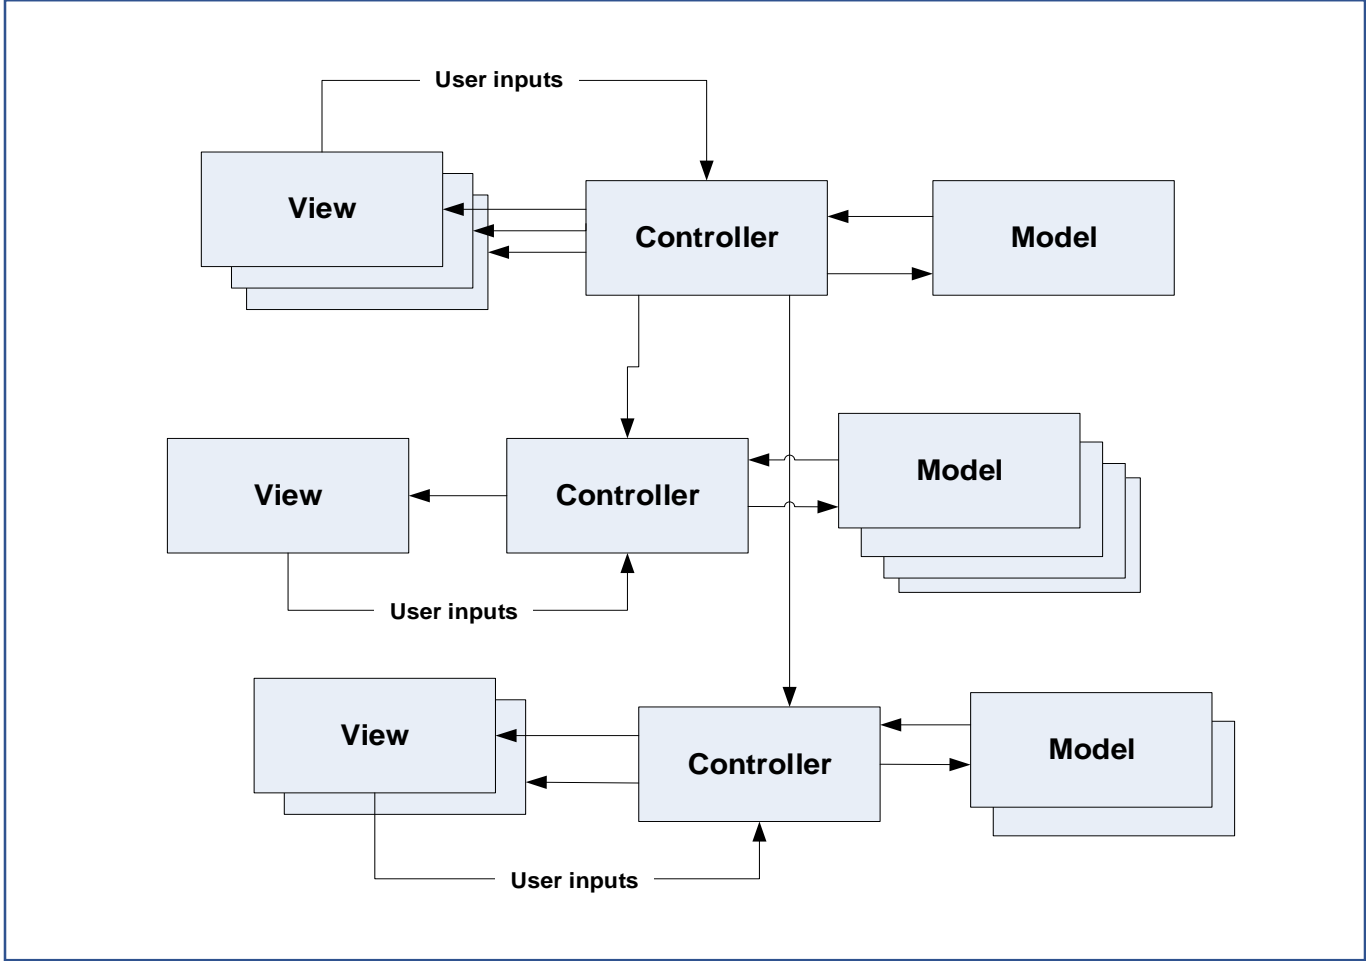 User inputs
View
Controller
Model
View
Controller
Model
User inputs
View
Controller
Model
User inputs